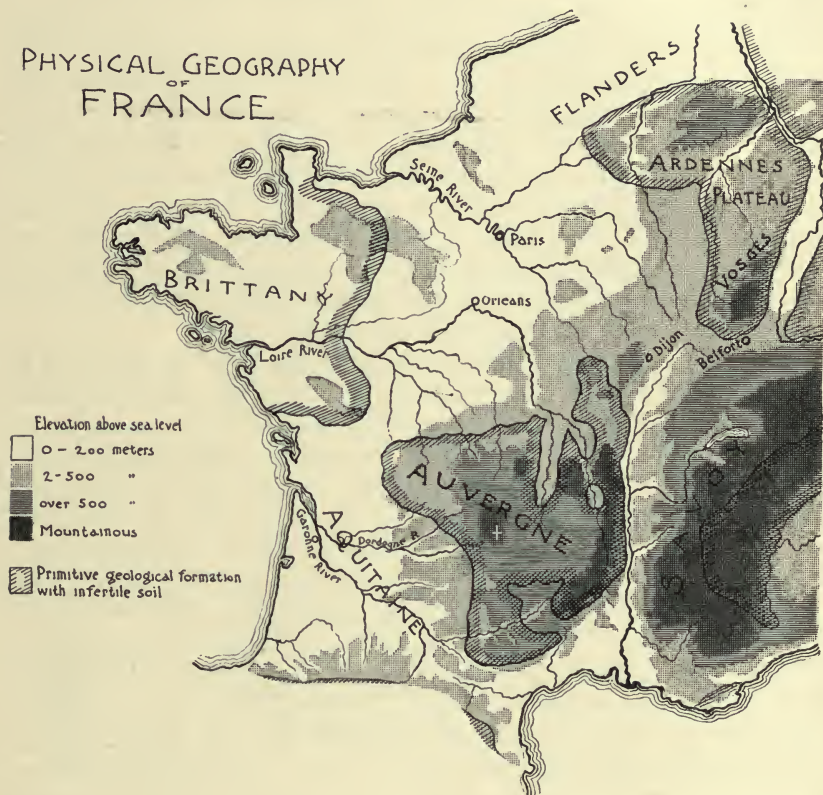 PHYSICAL GEOGRAPHY
OF
FRANCE
FLANDERS
ARDENNES
PLATEAU
VOSGES
Seine River
Paris
BRITTANY
Orleans
Loire River
Dijon
Belforto
Elevation above sea level
0 - 200 meters
2-500 "
over 500 "
Mountainous
Primitive geological formation
with infertile soil
AUVERGNE
SAVOY
AQUITAINE
Dordogne R
Garonne River